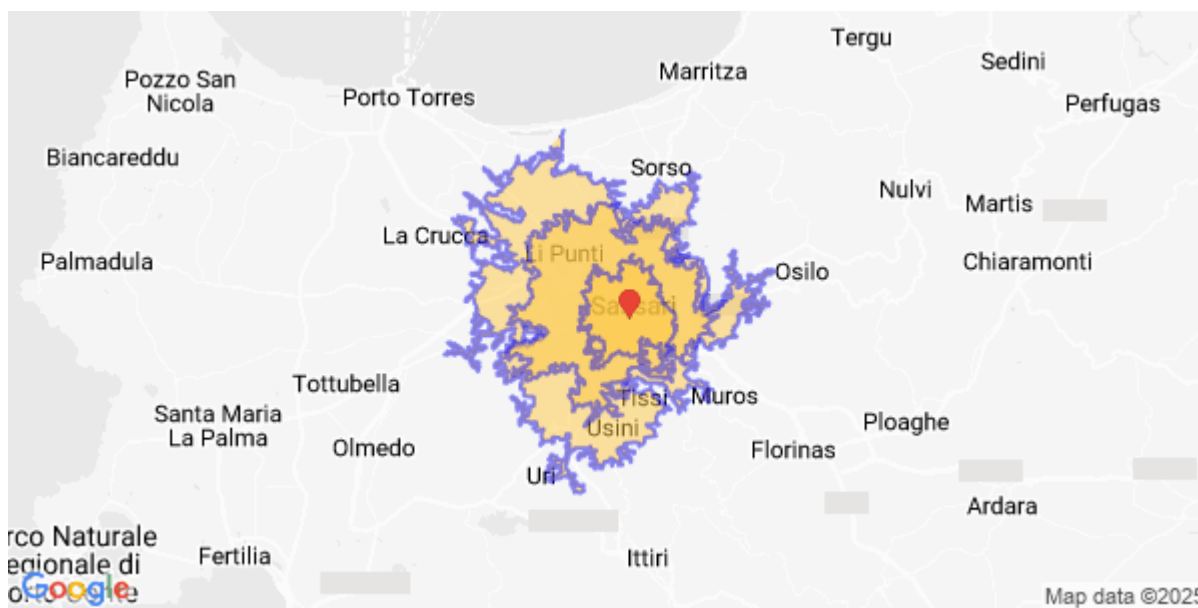 Tergu
Sedini
Marritza
Pozzo San
Nicola
Porto Torres
Perfugas
Biancareddu
Sorso
Nulvi
Martis
La Crucca
Li Punti
Palmadula
Osilo
Chiaramonti
Sassari
Tottubella
Tissi
Muros
Santa Maria
La Palma
Usini
Ploaghe
Olmedo
Florinas
Uri
Ardara
rco Naturale
egionale di
Fertilia
Ittiri
Google
Map data ©2025